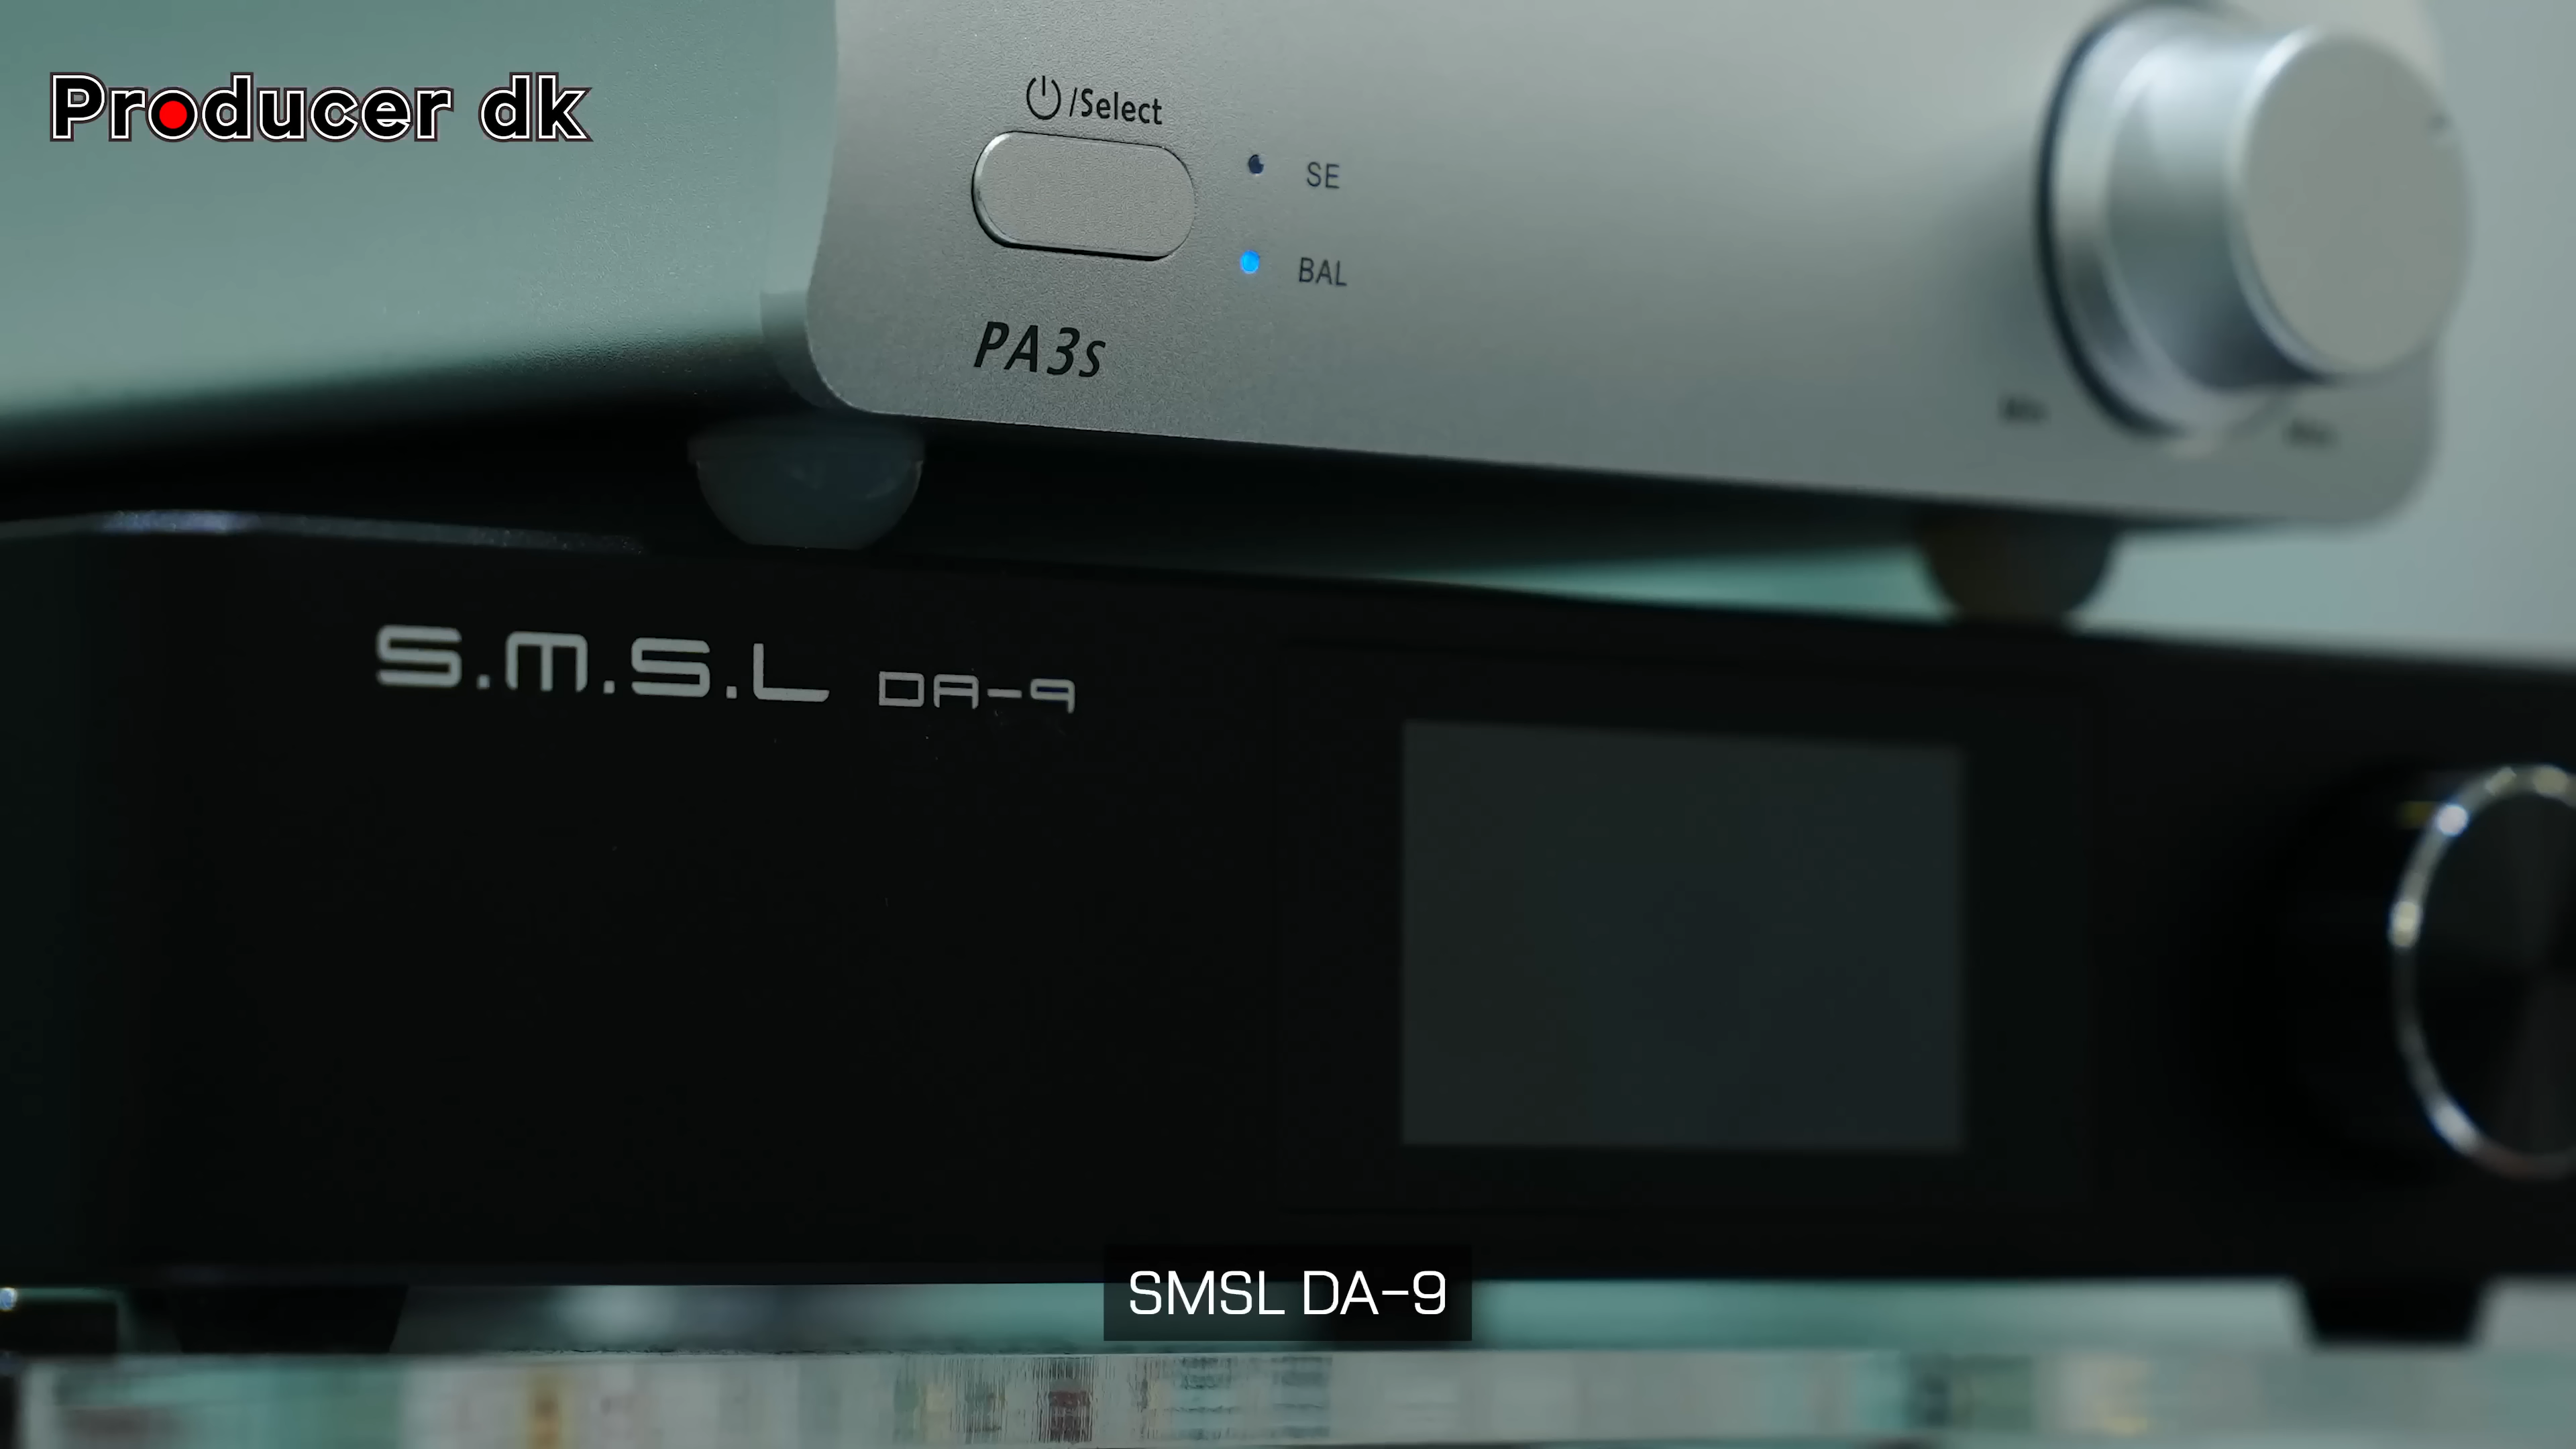 Producer dk
/Select
SE
BAL
PA3s
S.M.S.L DA-9
SMSL DA-9